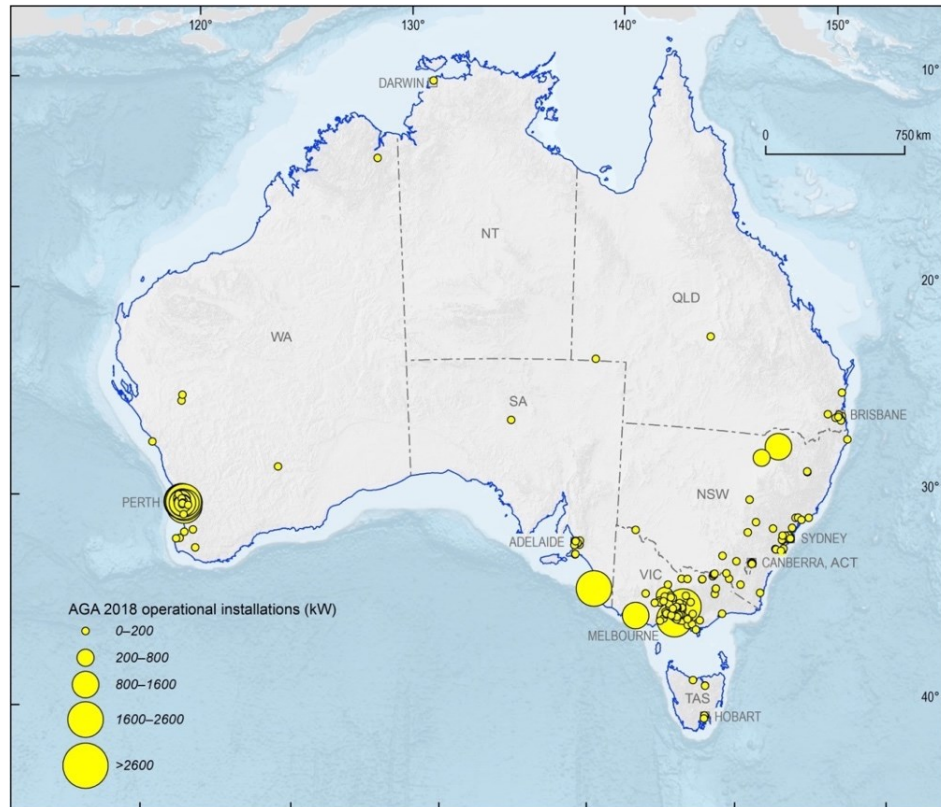 120° 130° 140° 150°
10°
DARWIN
0 750 km
NT
20°
QLD
WA
SA
BRISBANE
30°
PERTH
NSW
ADELAIDE
SYDNEY
CANBERRA, ACT
VIC
AGA 2018 operational installations (kW)
0–200
MELBOURNE
200–800
800–1600
40°
TAS
HOBART
1600–2600
>2600